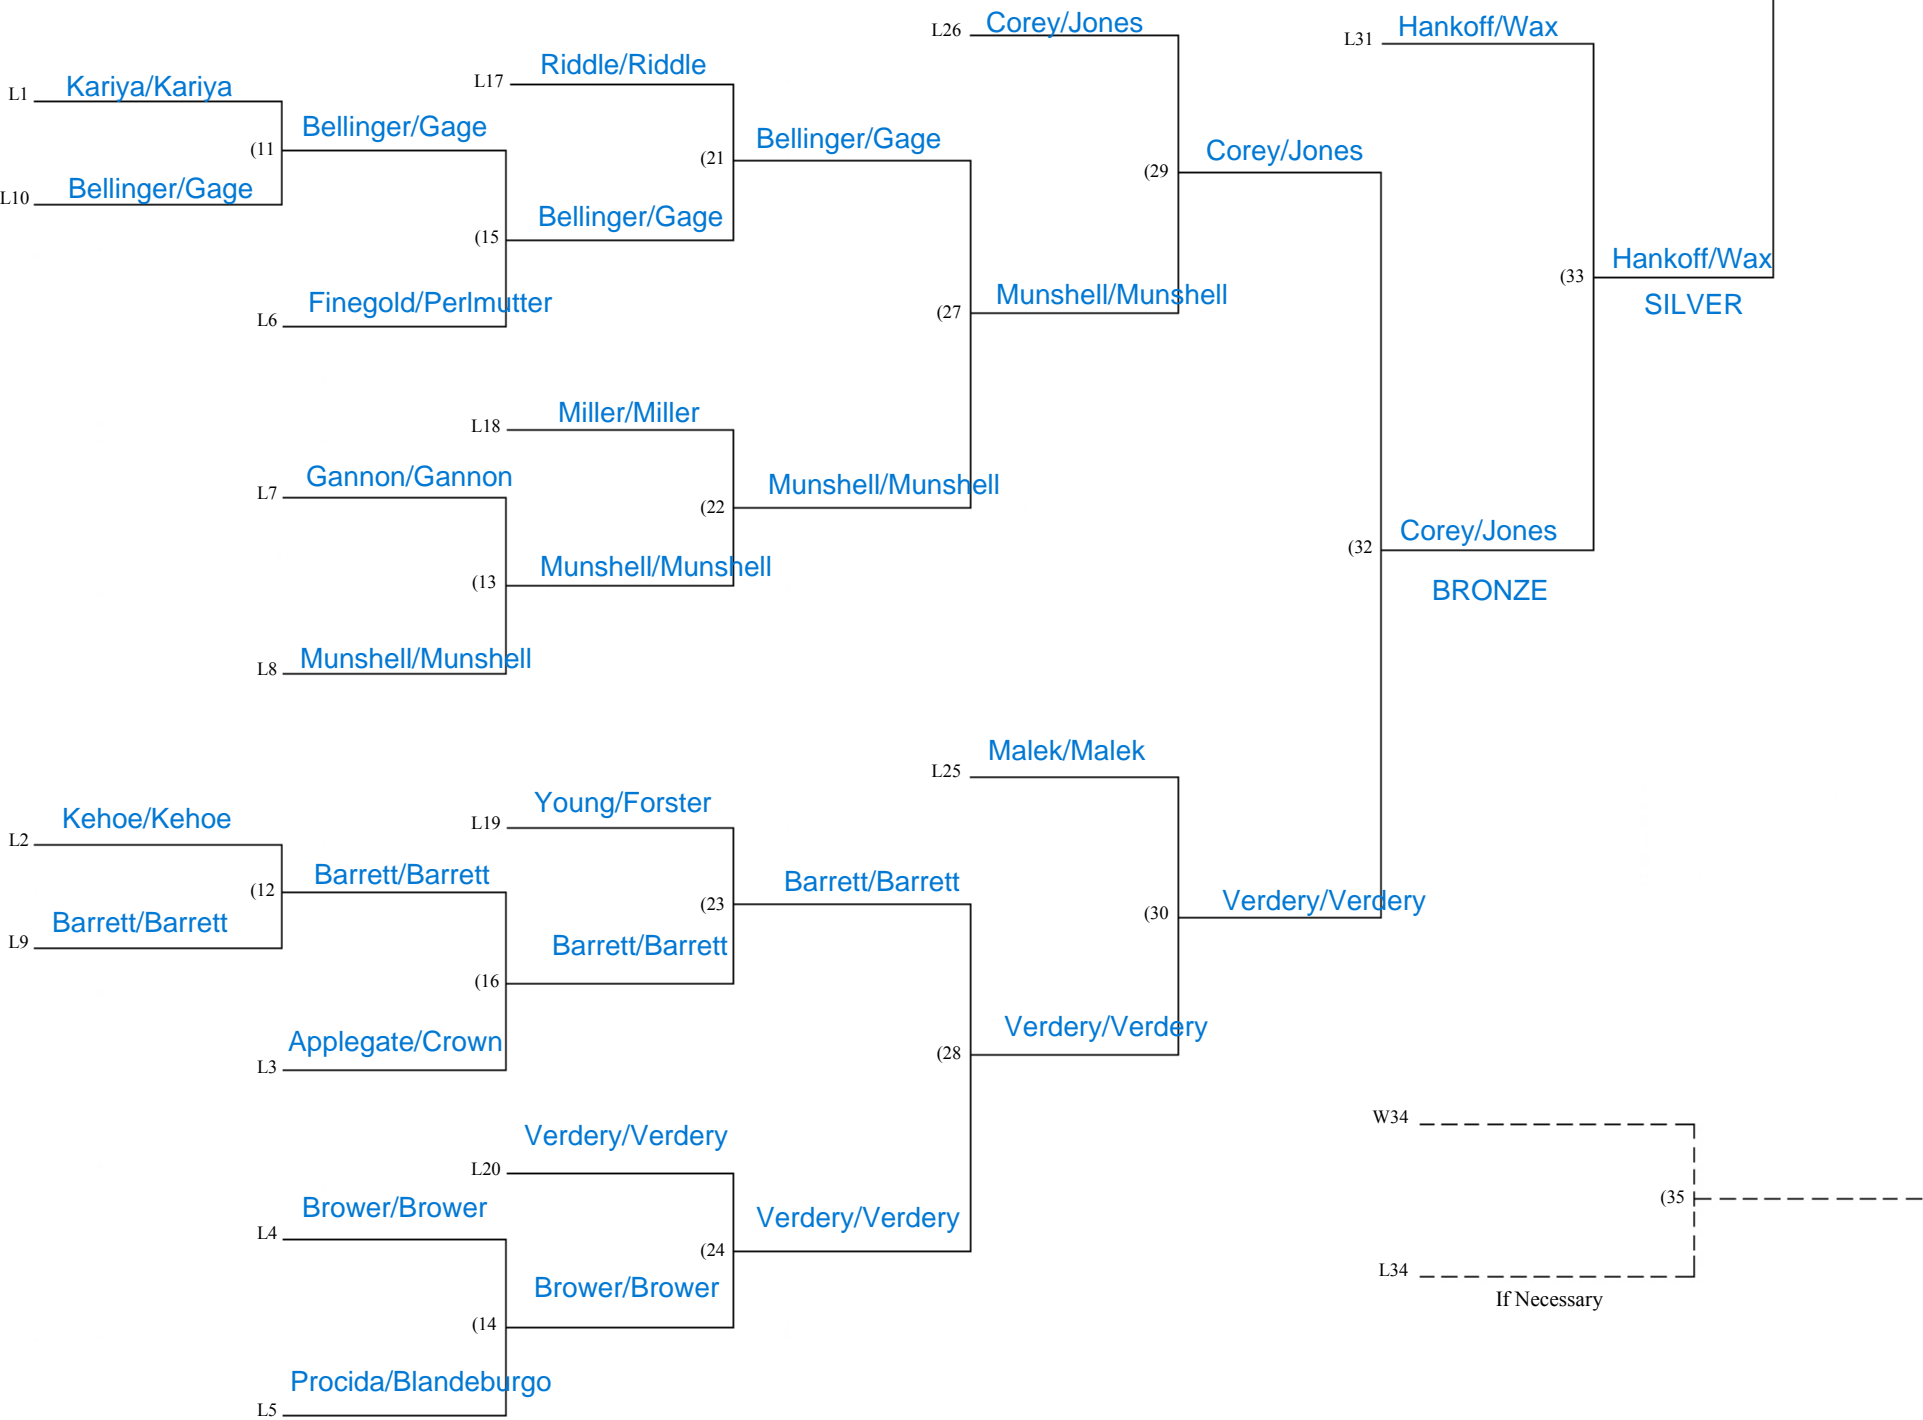 L26 Corey/Jones
L31 Hankoff/Wax
L17 Riddle/Riddle
L1 Kariya/Kariya
(11 Bellinger/Gage
(21 Bellinger/Gage
(29 Corey/Jones
L10 Bellinger/Gage
(15 Bellinger/Gage
(33 Hankoff/Wax
SILVER
L6 Finegold/Perlmutter
(27 Munshell/Munshell
L18 Miller/Miller
L7 Gannon/Gannon
(22 Munshell/Munshell
(32 Corey/Jones
BRONZE
(13 Munshell/Munshell
L8 Munshell/Munshell
L25 Malek/Malek
L19 Young/Forster
L2 Kehoe/Kehoe
(12 Barrett/Barrett
(23 Barrett/Barrett
(30 Verdery/Verdery
L9 Barrett/Barrett
(16 Barrett/Barrett
L3 Applegate/Crown
(28 Verdery/Verdery
W34
L20 Verdery/Verdery
(35
L4 Brower/Brower
(24 Verdery/Verdery
L34
If Necessary
(14 Brower/Brower
L5 Procida/Blandeburgo